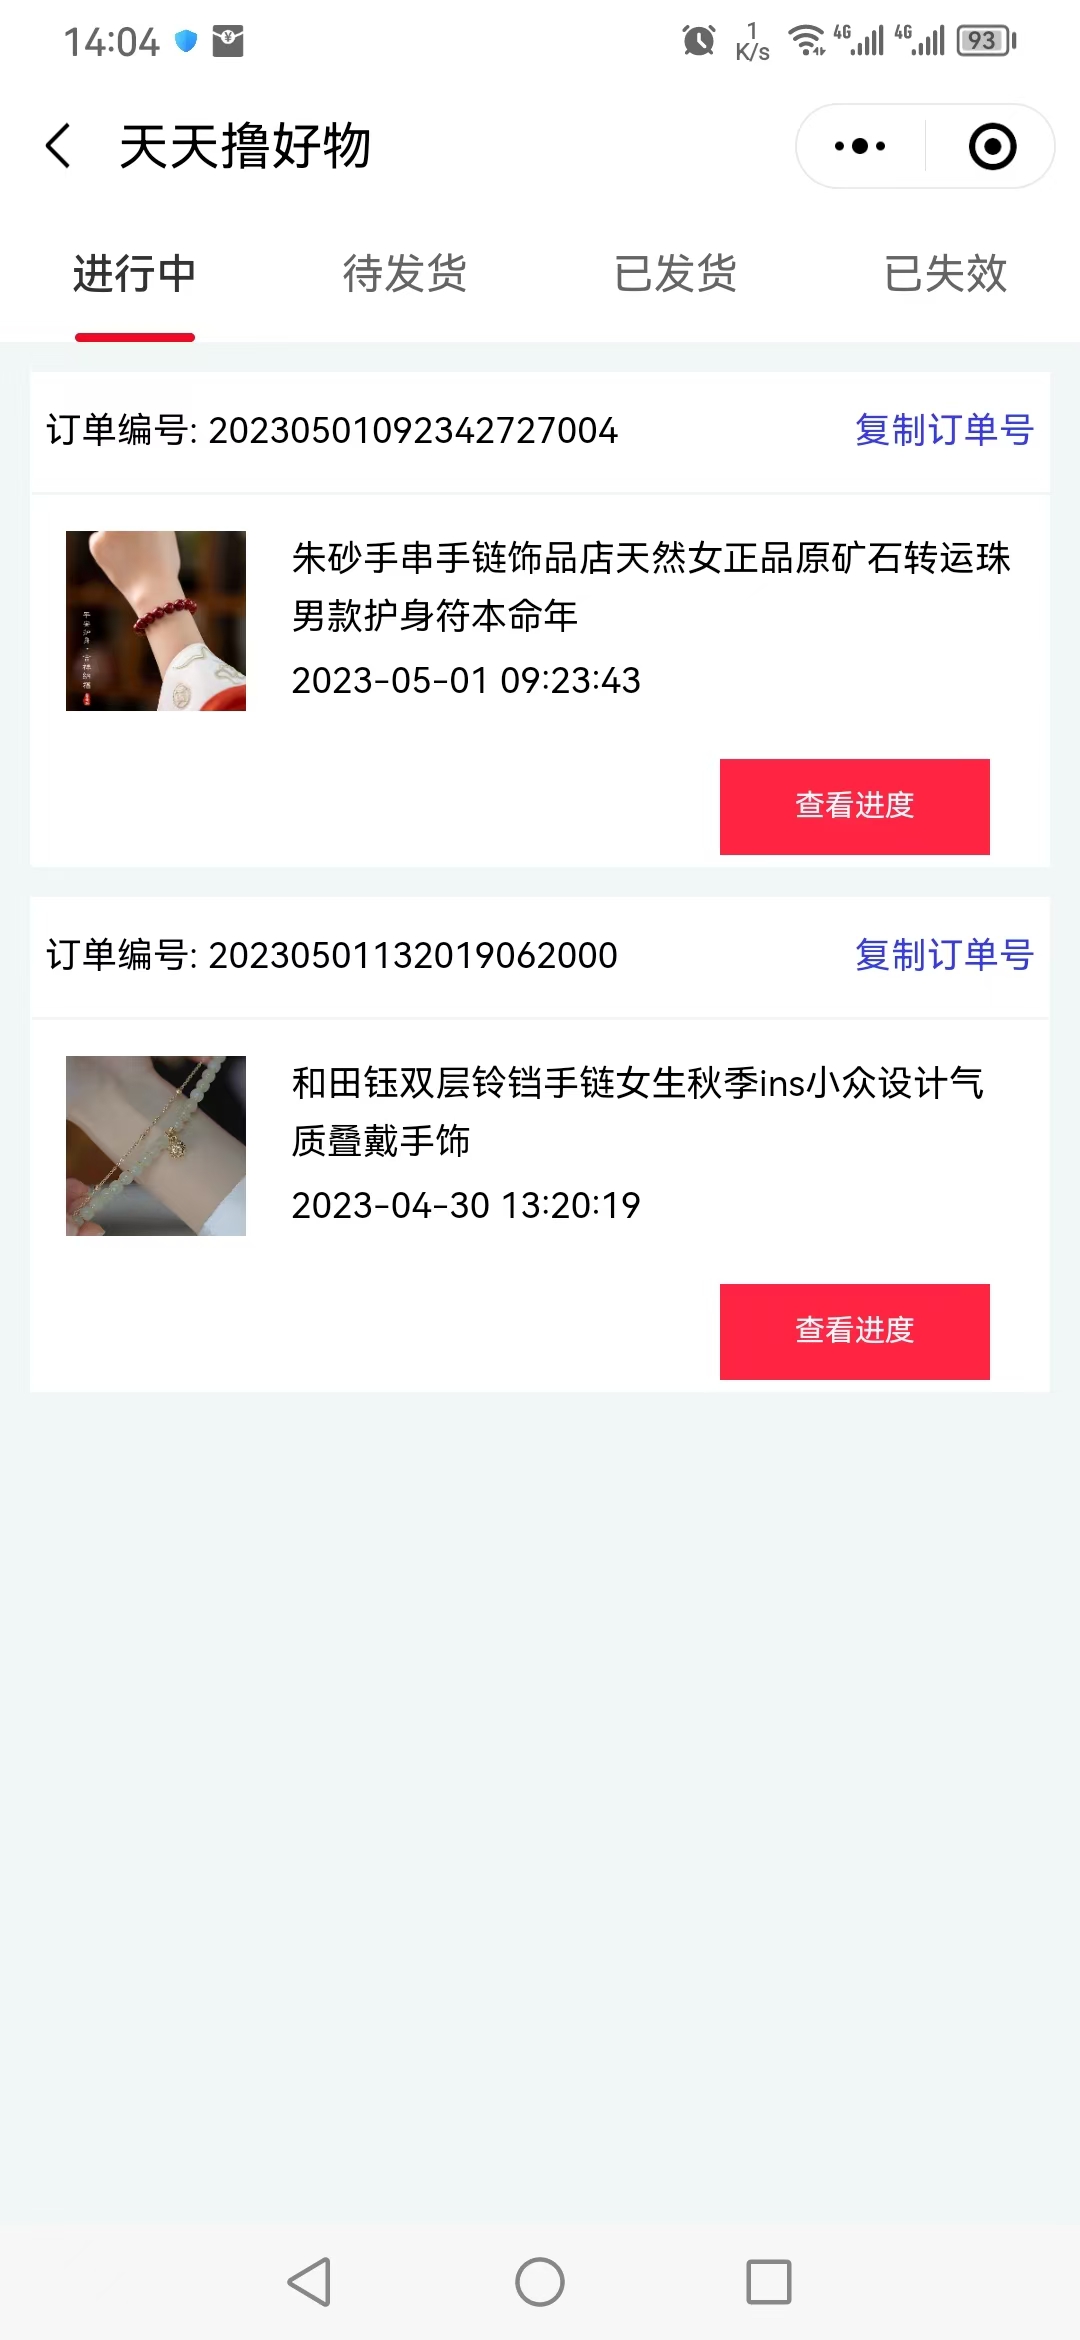 14:04
1
K/s
4G
4G
93
天天撸好物
进行中 待发货 已发货 已失效
订单编号: 20230501092342727004 复制订单号
朱砂手串手链饰品店天然女正品原矿石转运珠
男款护身符本命年
2023-05-01 09:23:43
查看进度
订单编号: 20230501132019062000 复制订单号
和田钰双层铃铛手链女生秋季ins小众设计气
质叠戴手饰
2023-04-30 13:20:19
查看进度